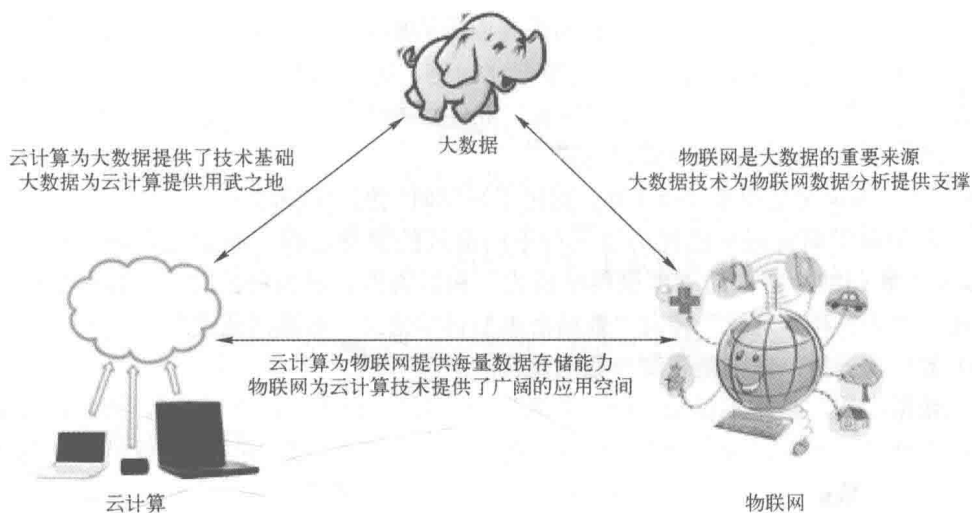 大数据
云计算为大数据提供了技术基础
大数据为云计算提供用武之地
物联网是大数据的重要来源
大数据技术为物联网数据分析提供支撑
云计算为物联网提供海量数据存储能力
物联网为云计算技术提供了广阔的应用空间
云计算
物联网